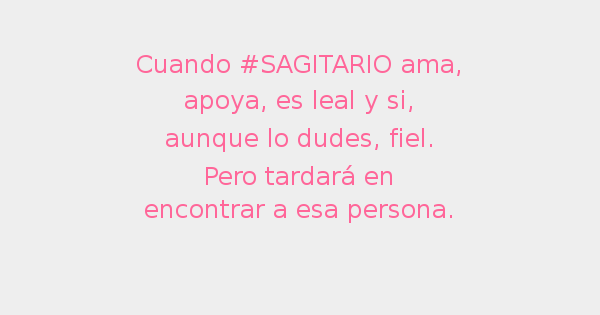 Cuando #SAGITARIO ama,
apoya, es leal y si,
aunque lo dudes, fiel.
Pero tardará en
encontrar a esa persona.